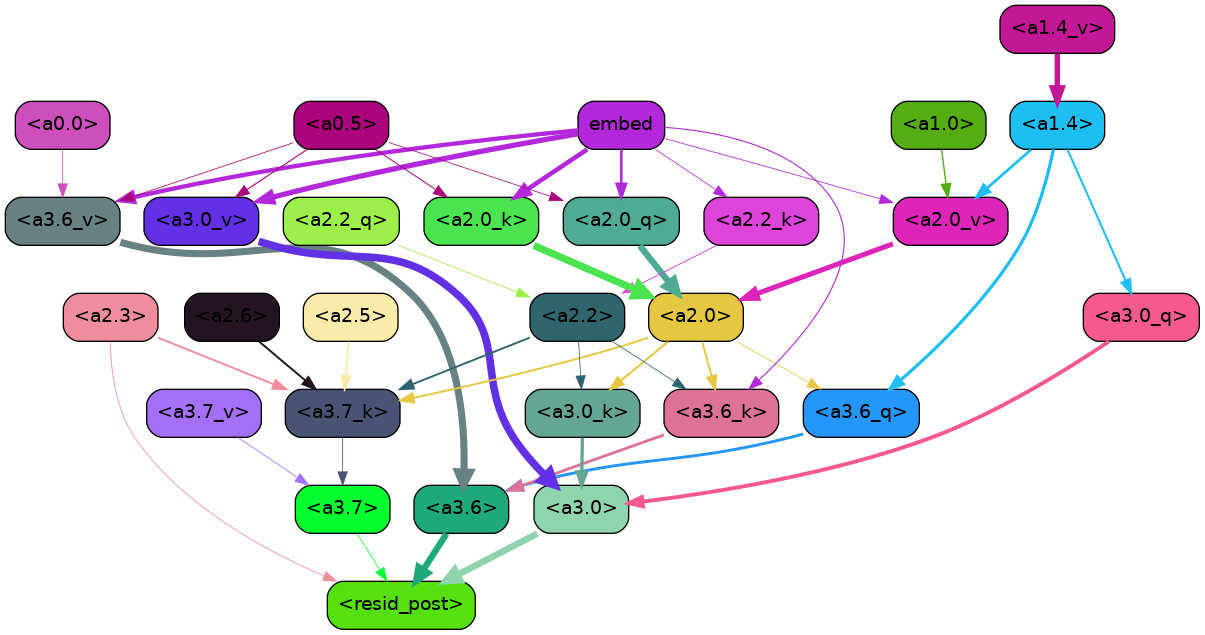 <a1.4_v>
<a0.0>
<a0.5>
embed
<a1.0>
<a1.4>
<a3.6_v>
<a3.0_v>
<a2.2_q>
<a2.0_k>
<a2.0_q>
<a2.2_k>
<a2.0_v>
<a2.3>
<a2.6>
<a2.5>
<a2.2>
<a2.0>
<a3.0_q>
<a3.7_v>
<a3.7_k>
<a3.0_k>
<a3.6_k>
<a3.6_q>
<a3.7>
<a3.6>
<a3.0>
<resid_post>